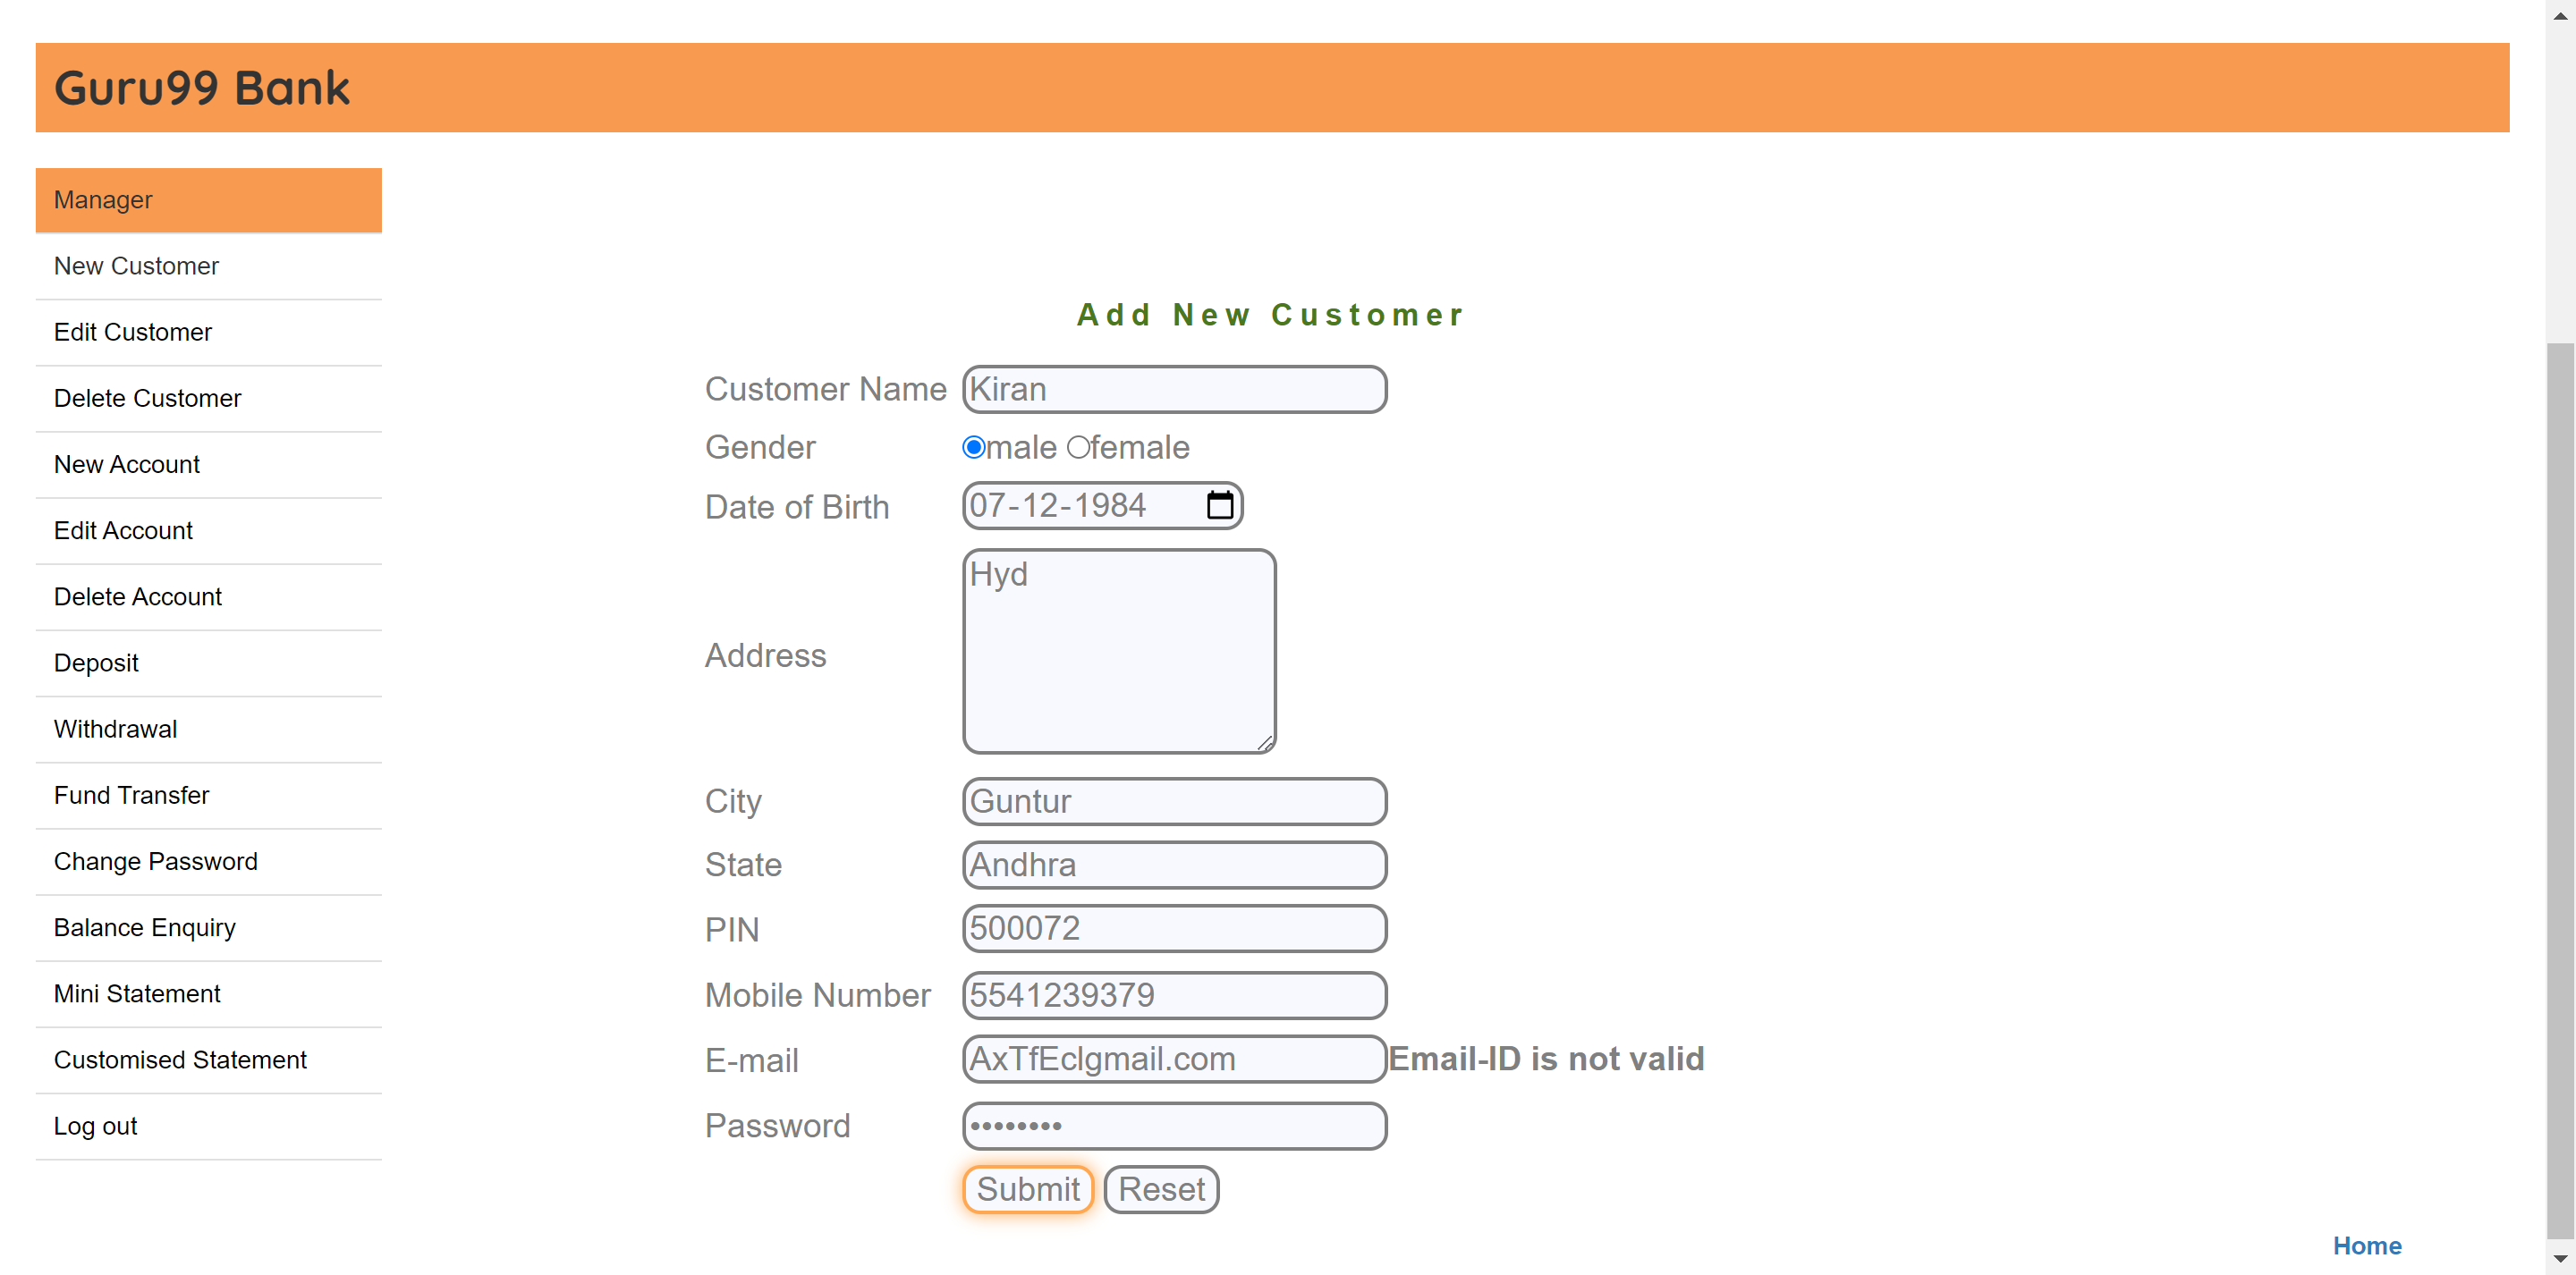 Guru99 Bank
Manager
New Customer
Edit Customer
Delete Customer
New Account
Edit Account
Delete Account
Deposit
Withdrawal
Fund Transfer
Change Password
Balance Enquiry
Mini Statement
Customised Statement
Log out
Add New Customer
Customer Name Kiran
Gender male female
Date of Birth 07-12-1984
Address Hyd
City Guntur
State Andhra
PIN 500072
Mobile Number 5541239379
E-mail AxTfEclgmail.com Email-ID is not valid
Password ••••••••
Submit Reset
Home